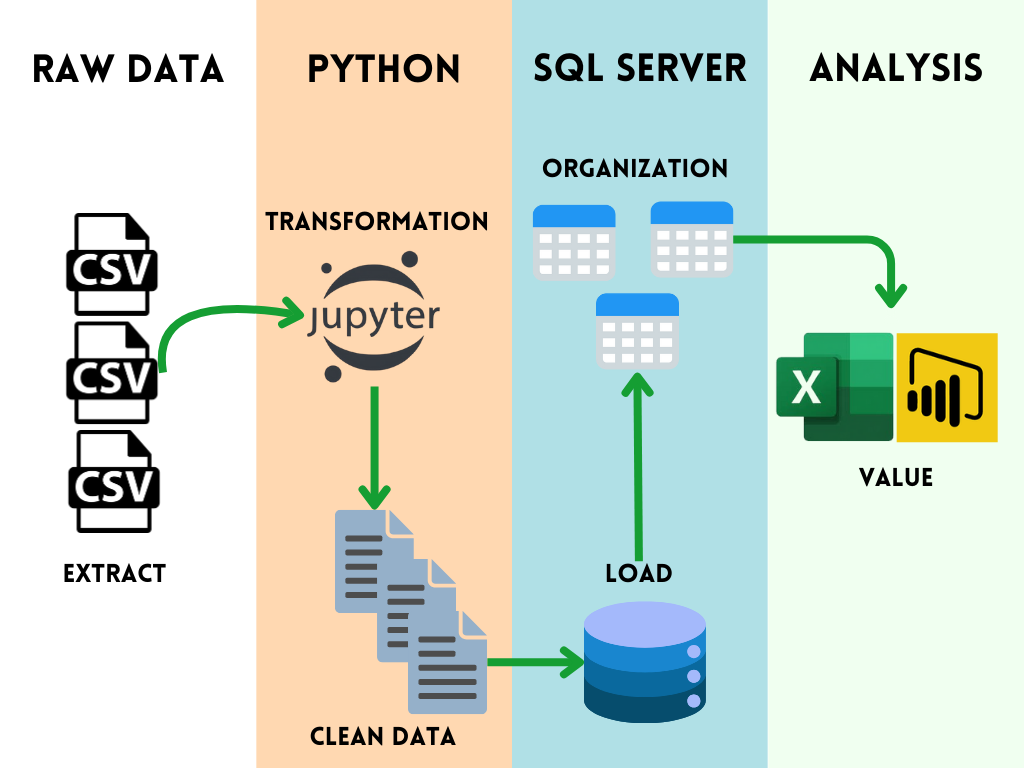 RAW DATA
PYTHON
SQL SERVER
ANALYSIS
ORGANIZATION
TRANSFORMATION
CSV
jupyter
CSV
X
CSV
VALUE
EXTRACT
LOAD
CLEAN DATA